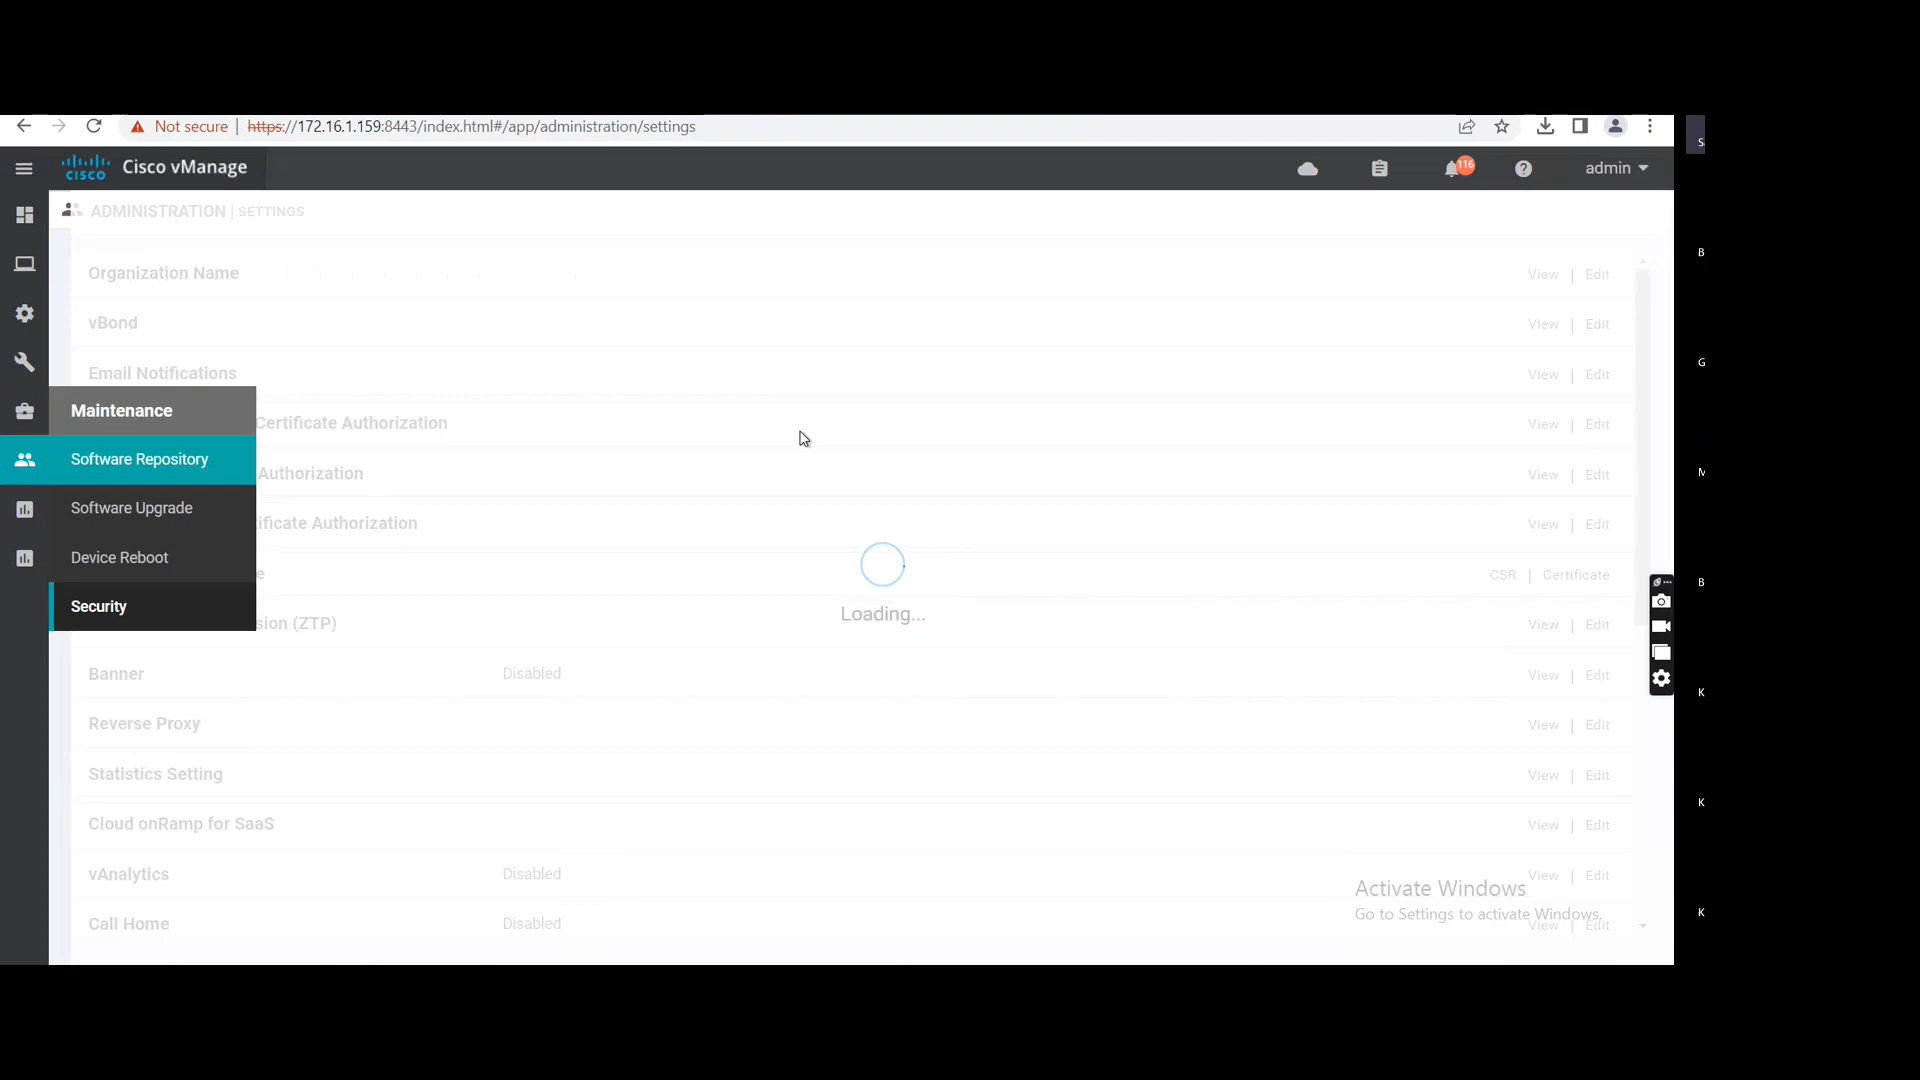 Not secure | https://172.16.1.159:8443/index.html#/app/administration/settings
cisco Cisco vManage
116
admin
ADMINISTRATION | SETTINGS
Organization Name View | Edit
vBond View | Edit
Email Notifications View | Edit
Maintenance
Certificate Authorization View | Edit
Software Repository
Authorization View | Edit
Software Upgrade
ificate Authorization View | Edit
Device Reboot
e CSR | Certificate
Security
sion (ZTP) View | Edit
Loading...
Banner Disabled View | Edit
Reverse Proxy View | Edit
Statistics Setting View | Edit
Cloud onRamp for SaaS View | Edit
vAnalytics Disabled View | Edit
Call Home Disabled View | Edit
Activate Windows
Go to Settings to activate Windows.
S
B
G
M
B
K
K
K